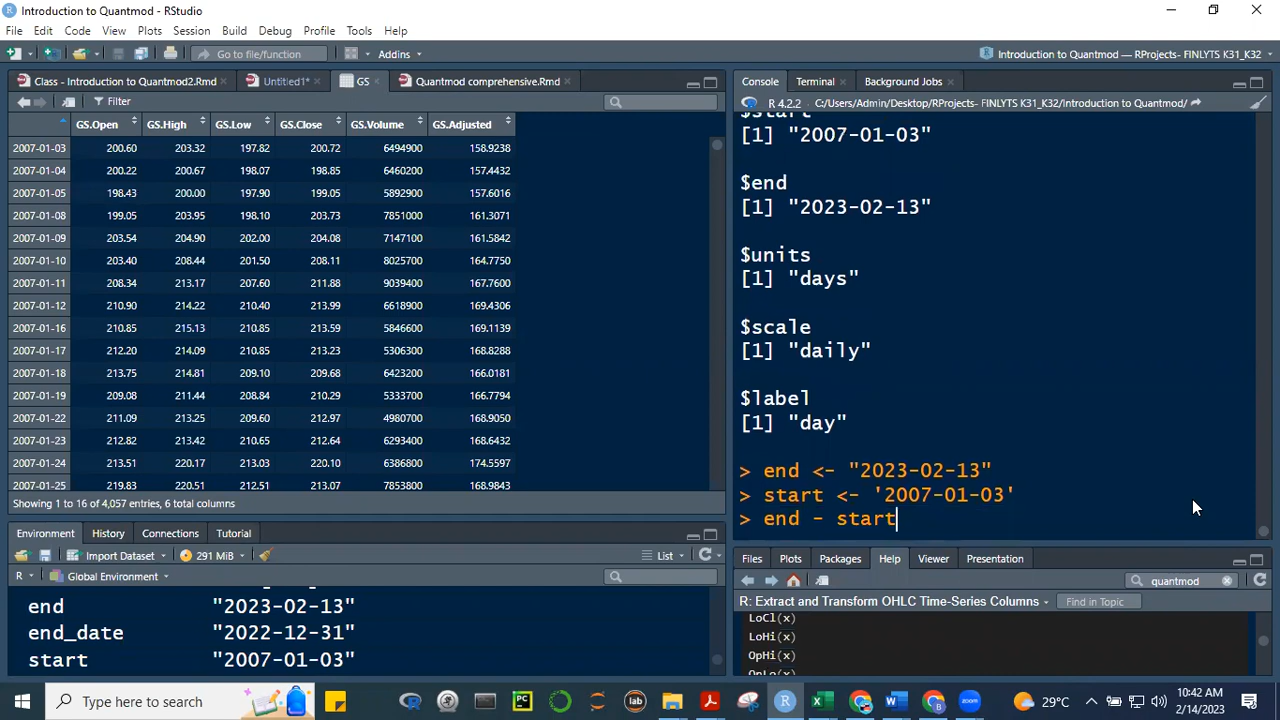 Introduction to Quantmod - RStudio
File Edit Code View Plots Session Build Debug Profile Tools Help
Go to file/function Addins Introduction to Quantmod — RProjects- FINLYTS K31_K32
Class - Introduction to Quantmod2.Rmd Untitled1* GS Quantmod comprehensive.Rmd
Filter
GS.Open GS.High GS.Low GS.Close GS.Volume GS.Adjusted
2007-01-03 200.60 203.32 197.82 200.72 6494900 158.9238
2007-01-04 200.22 200.67 198.07 198.85 6460200 157.4432
2007-01-05 198.43 200.00 197.90 199.05 5892900 157.6016
2007-01-08 199.05 203.95 198.10 203.73 7851000 161.3071
2007-01-09 203.54 204.90 202.00 204.08 7147100 161.5842
2007-01-10 203.40 208.44 201.50 208.11 8025700 164.7750
2007-01-11 208.34 213.17 207.60 211.88 9039400 167.7600
2007-01-12 210.90 214.22 210.40 213.99 6618900 169.4306
2007-01-16 210.85 215.13 210.85 213.59 5846600 169.1139
2007-01-17 212.20 214.09 210.85 213.23 5306300 168.8288
2007-01-18 213.75 214.81 209.10 209.68 6423200 166.0181
2007-01-19 209.08 211.44 208.84 210.29 5333700 166.7794
2007-01-22 211.09 213.25 209.60 212.97 4980700 168.9050
2007-01-23 212.82 213.42 210.65 212.64 6293400 168.6432
2007-01-24 213.51 220.17 213.03 220.10 6386800 174.5597
2007-01-25 219.83 220.51 212.51 213.07 7853800 168.9843
Showing 1 to 16 of 4,057 entries, 6 total columns
Environment History Connections Tutorial
Import Dataset 291 MiB List
R Global Environment
end "2023-02-13"
end_date "2022-12-31"
start "2007-01-03"
Console Terminal Background Jobs
R 4.2.2 · C:/Users/Admin/Desktop/RProjects- FINLYTS K31_K32/Introduction to Quantmod/
$start
[1] "2007-01-03"
$end
[1] "2023-02-13"
$units
[1] "days"
$scale
[1] "daily"
$label
[1] "day"
> end <- "2023-02-13"
> start <- '2007-01-03'
> end - start
Files Plots Packages Help Viewer Presentation
quantmod
R: Extract and Transform OHLC Time-Series Columns Find in Topic
LoCl(x)
LoHi(x)
OpHi(x)
OpLo(x)
Type here to search
PC
lab
29°C
10:42 AM
2/14/2023